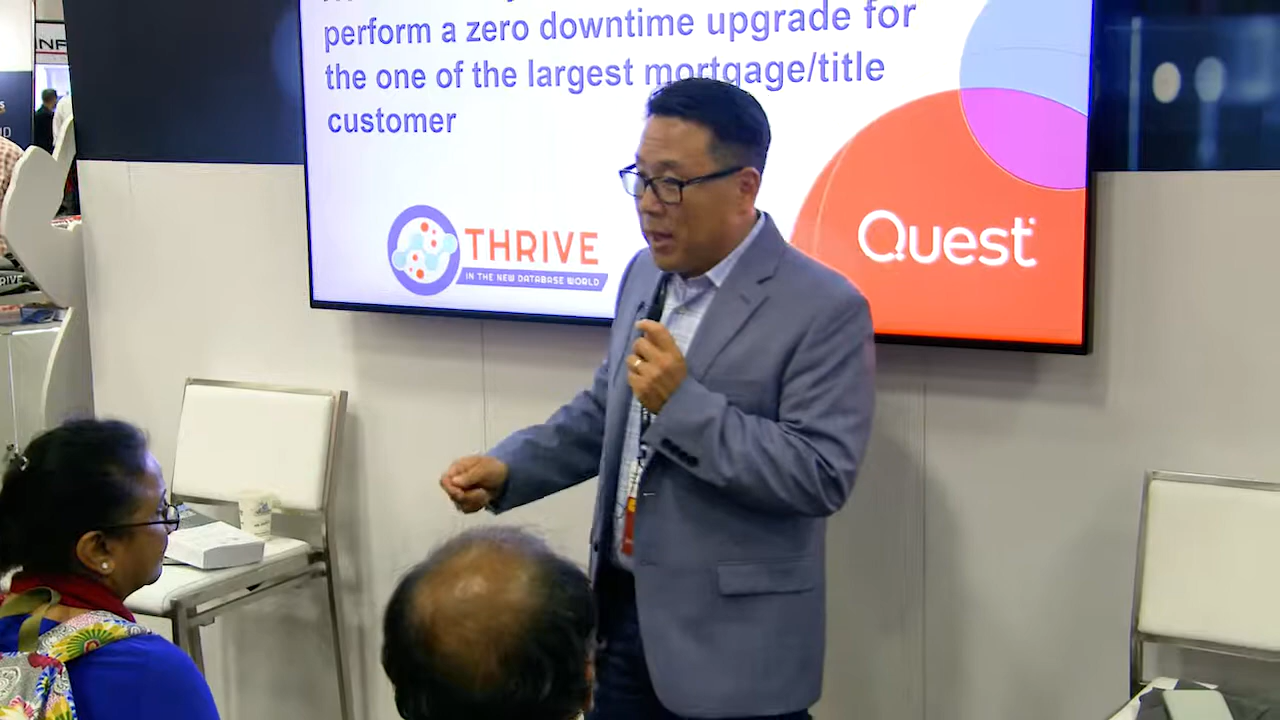 perform a zero downtime upgrade for
the one of the largest mortgage/title
customer
THRIVE
IN THE NEW DATABASE WORLD
Quest